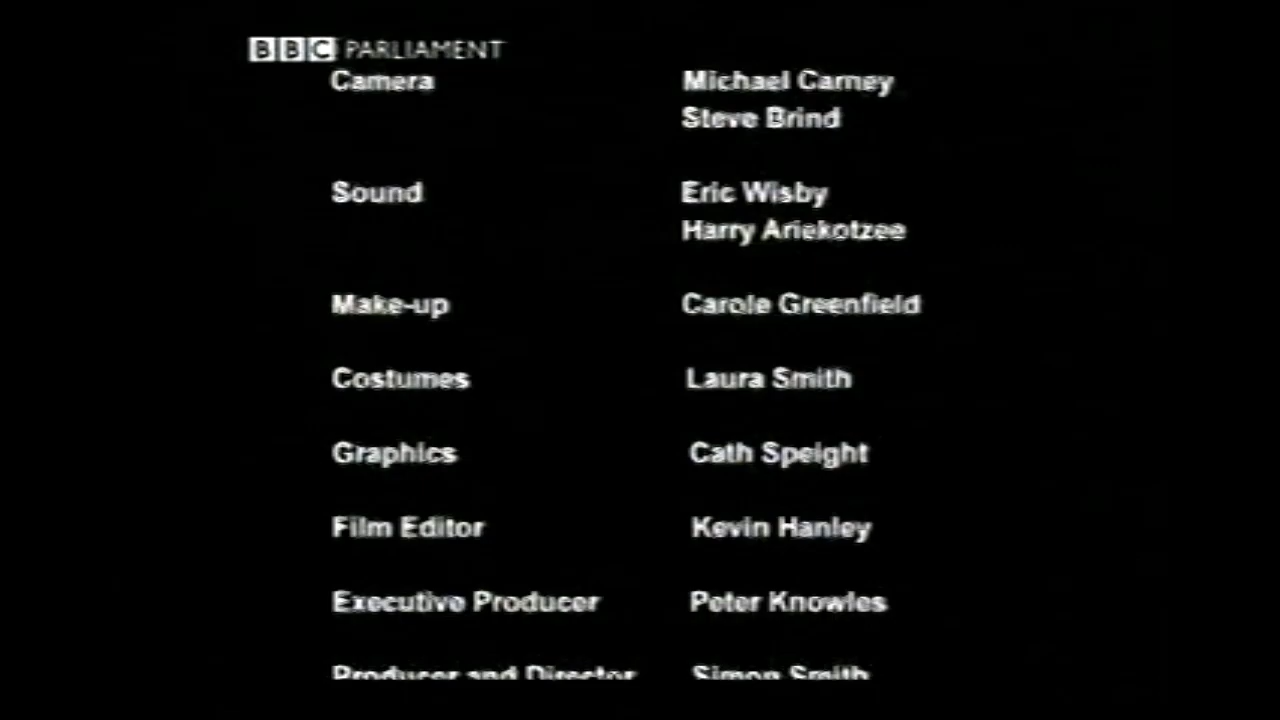 BBC PARLIAMENT
Camera Michael Carney
Steve Brind
Sound Eric Wisby
Harry Ariekotzee
Make-up Carole Greenfield
Costumes Laura Smith
Graphics Cath Speight
Film Editor Kevin Hanley
Executive Producer Peter Knowles
Producer and Director Simon Smith